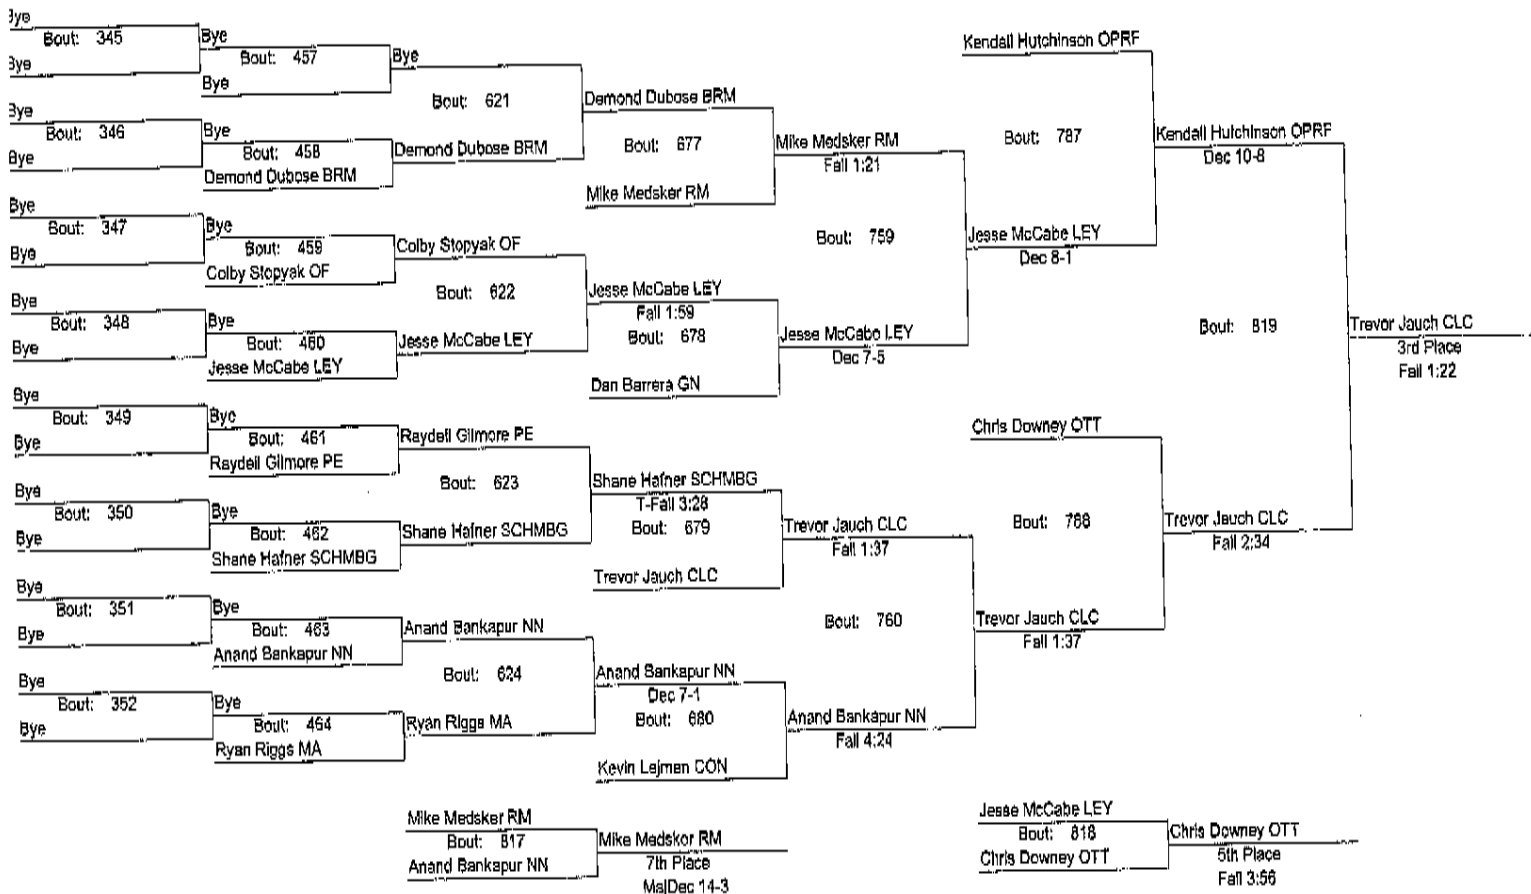 Bye
Bout: 345
Bye
Bye
Bout: 346
Bye
Bye
Bout: 347
Bye
Bye
Bout: 348
Bye
Bye
Bout: 349
Bye
Bye
Bout: 350
Bye
Bye
Bout: 351
Bye
Bye
Bout: 352
Bye
Bye
Bout: 457
Bye
Bye
Bout: 458
Demond Dubose BRM
Bye
Bout: 459
Colby Stopyak OF
Bye
Bout: 460
Jesse McCabe LEY
Bye
Bout: 461
Raydell Gilmore PE
Bye
Bout: 462
Shane Hafner SCHMBG
Bye
Bout: 463
Anand Bankapur NN
Bye
Bout: 464
Ryan Riggs MA
Bye
Bout: 621
Demond Dubose BRM
Colby Stopyak OF
Bout: 622
Jesse McCabe LEY
Raydell Gilmore PE
Bout: 623
Shane Hafner SCHMBG
Anand Bankapur NN
Bout: 624
Ryan Riggs MA
Demond Dubose BRM
Bout: 677
Mike Medsker RM
Jesse McCabe LEY
Fall 1:59
Bout: 678
Dan Barrera GN
Shane Hafner SCHMBG
T-Fall 3:28
Bout: 679
Trevor Jauch CLC
Anand Bankapur NN
Dec 7-1
Bout: 680
Kevin Lejman CON
Mike Medsker RM
Fall 1:21
Bout: 759
Jesse McCabe LEY
Dec 7-5
Trevor Jauch CLC
Fall 1:37
Bout: 760
Anand Bankapur NN
Fall 4:24
Kendall Hutchinson OPRF
Bout: 787
Jesse McCabe LEY
Dec 8-1
Chris Downey OTT
Bout: 788
Trevor Jauch CLC
Fall 1:37
Kendall Hutchinson OPRF
Dec 10-8
Bout: 819
Trevor Jauch CLC
Fall 2:34
Trevor Jauch CLC
3rd Place
Fall 1:22
Mike Medsker RM
Bout: 817
Anand Bankapur NN
Mike Medsker RM
7th Place
MajDec 14-3
Jesse McCabe LEY
Bout: 818
Chris Downey OTT
Chris Downey OTT
5th Place
Fall 3:56